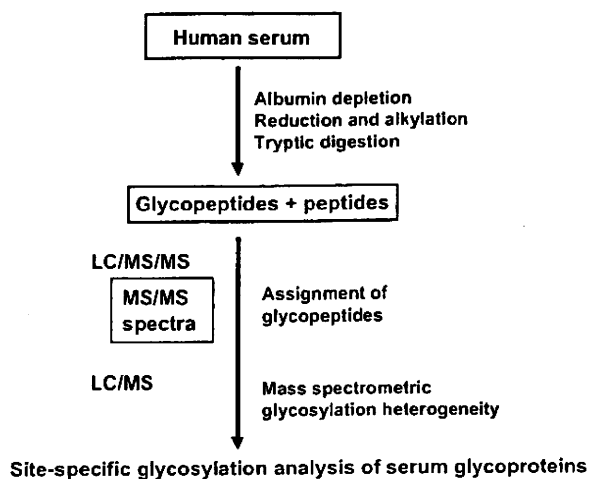 Human serum
Albumin depletion
Reduction and alkylation
Tryptic digestion
Glycopeptides + peptides
LC/MS/MS
MS/MS
spectra
Assignment of
glycopeptides
LC/MS
Mass spectrometric
glycosylation heterogeneity
Site-specific glycosylation analysis of serum glycoproteins